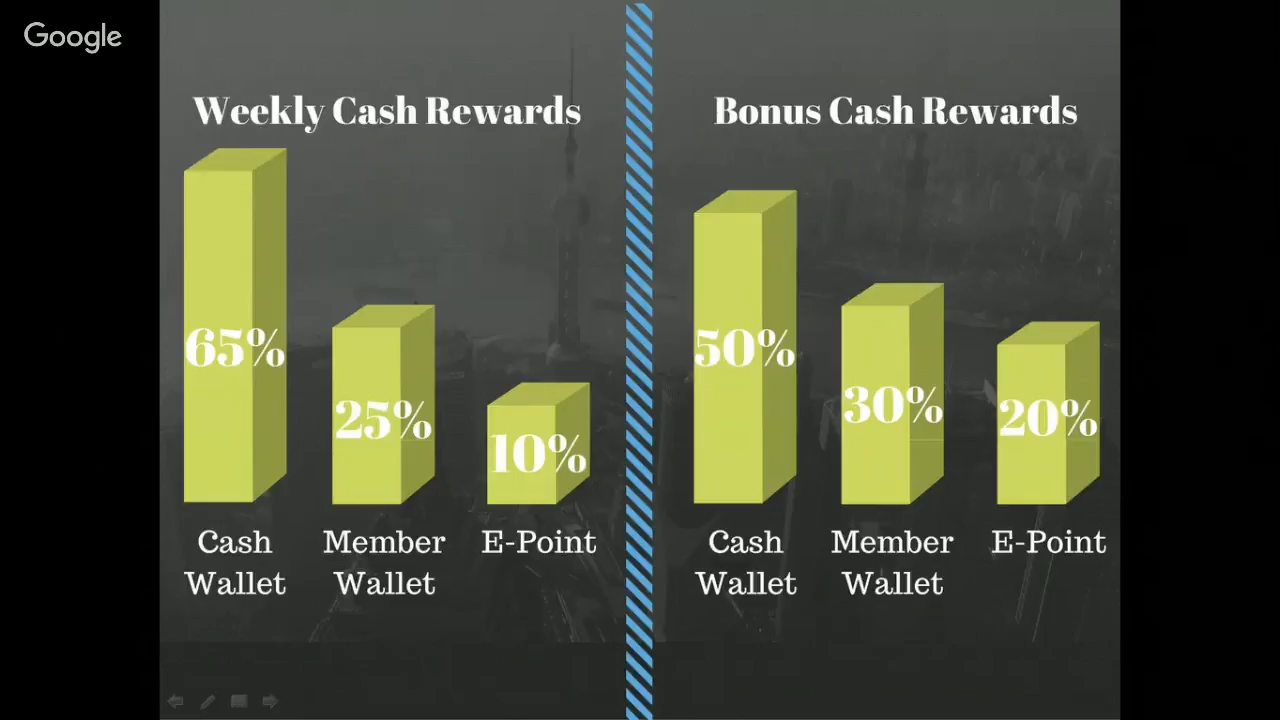 Google
Weekly Cash Rewards
65%
25%
10%
Cash
Wallet
Member
Wallet
E-Point
Bonus Cash Rewards
50%
30%
20%
Cash
Wallet
Member
Wallet
E-Point